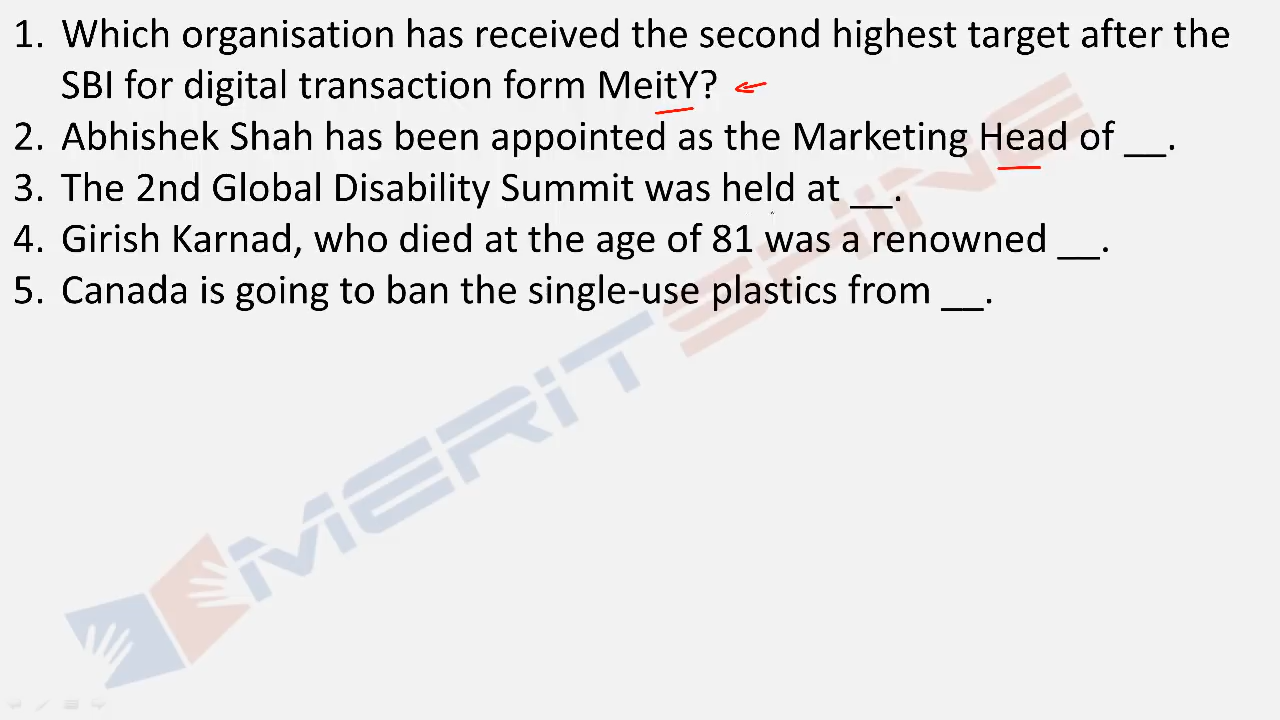 1. Which organisation has received the second highest target after the
SBI for digital transaction form MeitY?
2. Abhishek Shah has been appointed as the Marketing Head of __.
3. The 2nd Global Disability Summit was held at __.
4. Girish Karnad, who died at the age of 81 was a renowned __.
5. Canada is going to ban the single-use plastics from __.
MERITSHINE